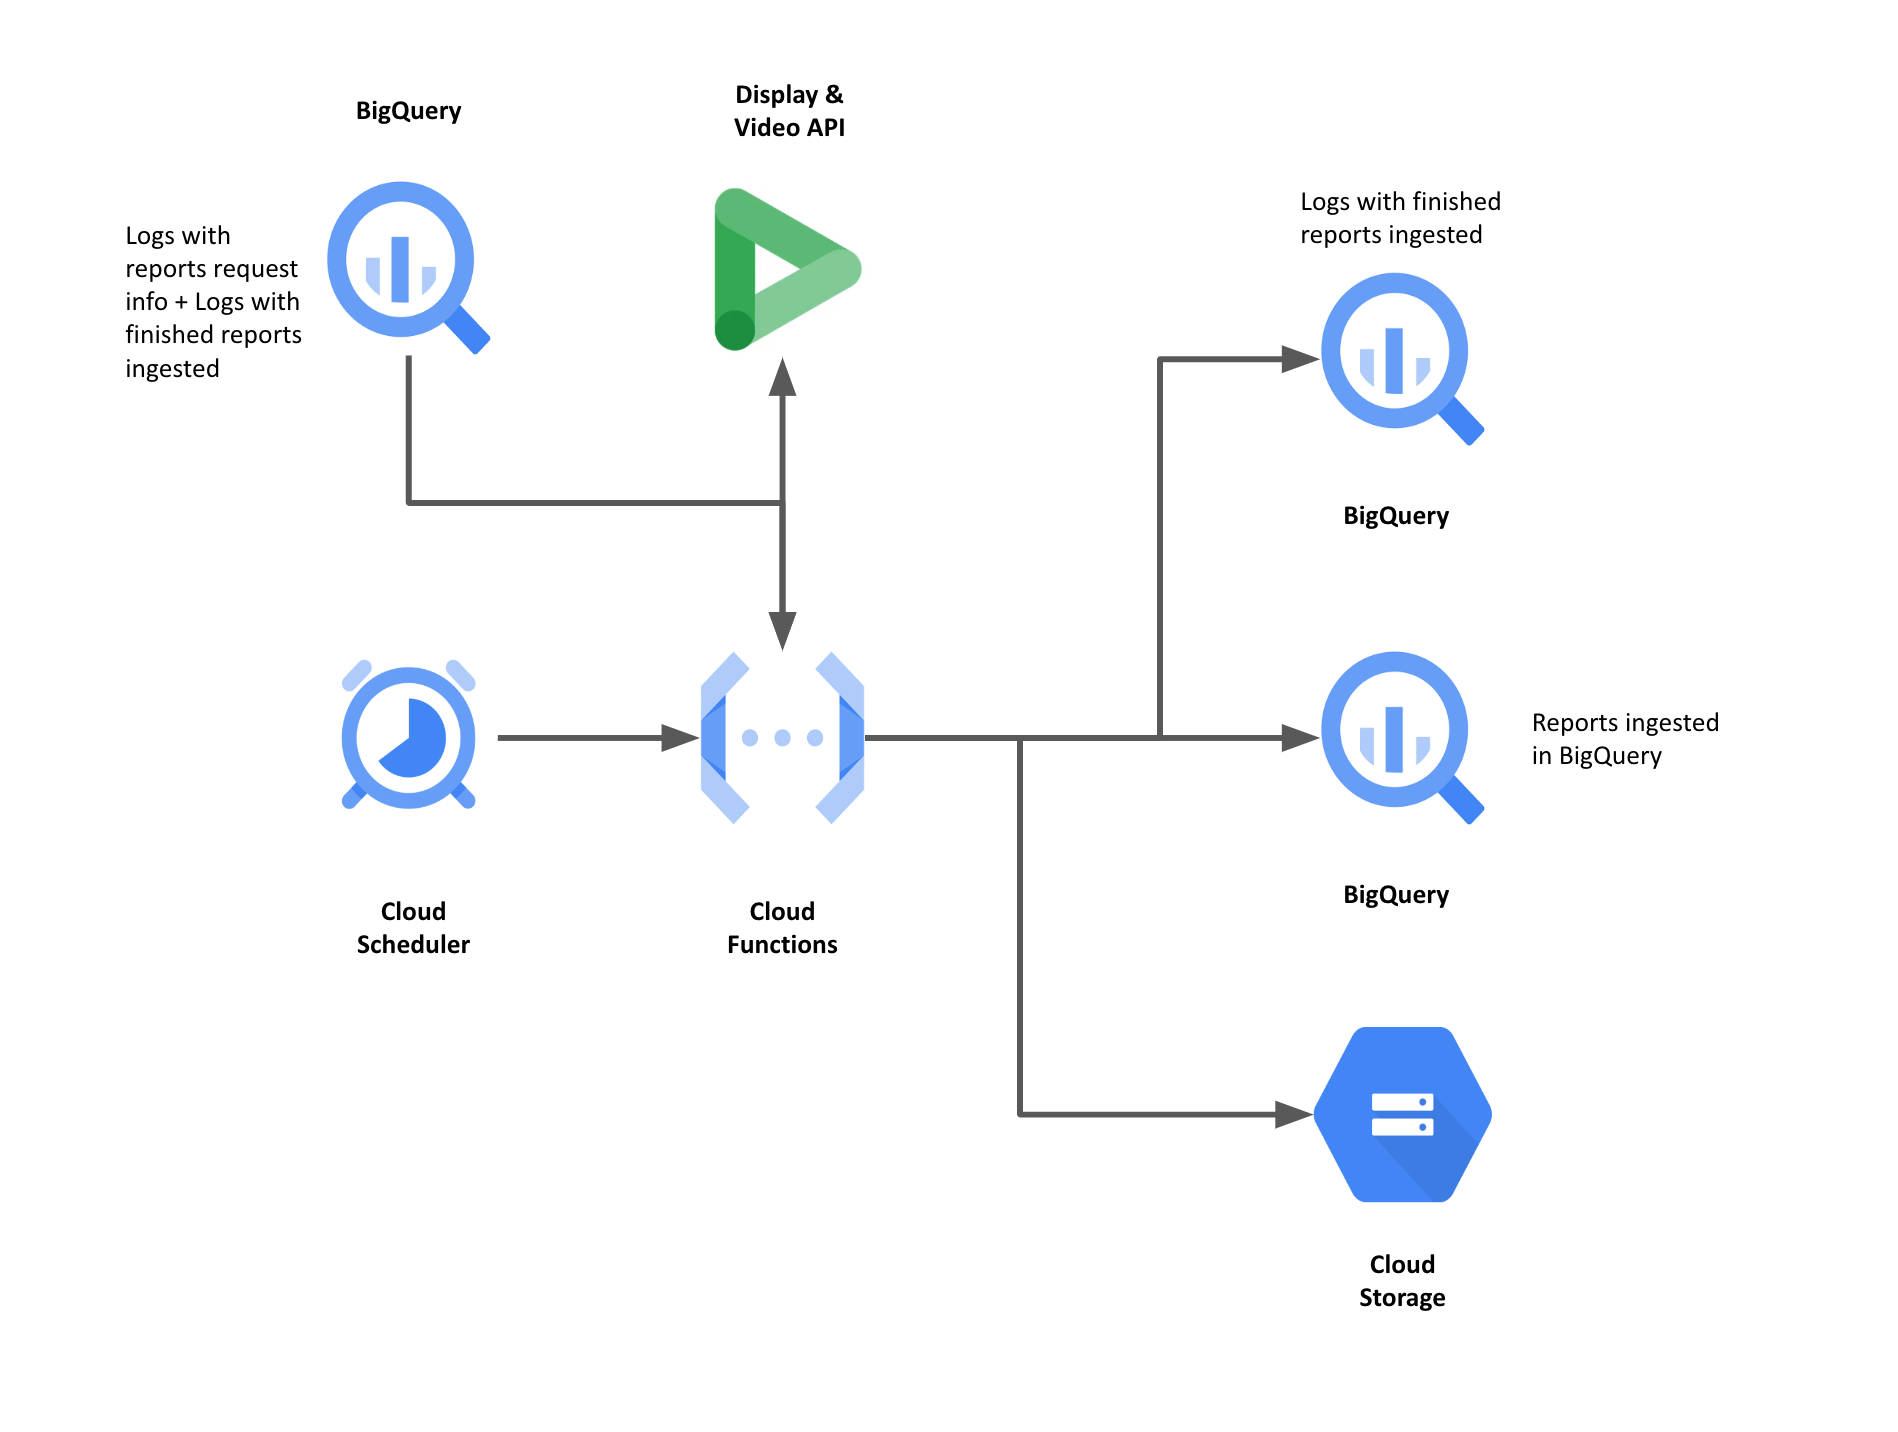 BigQuery
Display &
Video API
Logs with
reports request
info + Logs with
finished reports
ingested
Logs with finished
reports ingested
BigQuery
Reports ingested
in BigQuery
BigQuery
Cloud
Scheduler
Cloud
Functions
Cloud
Storage